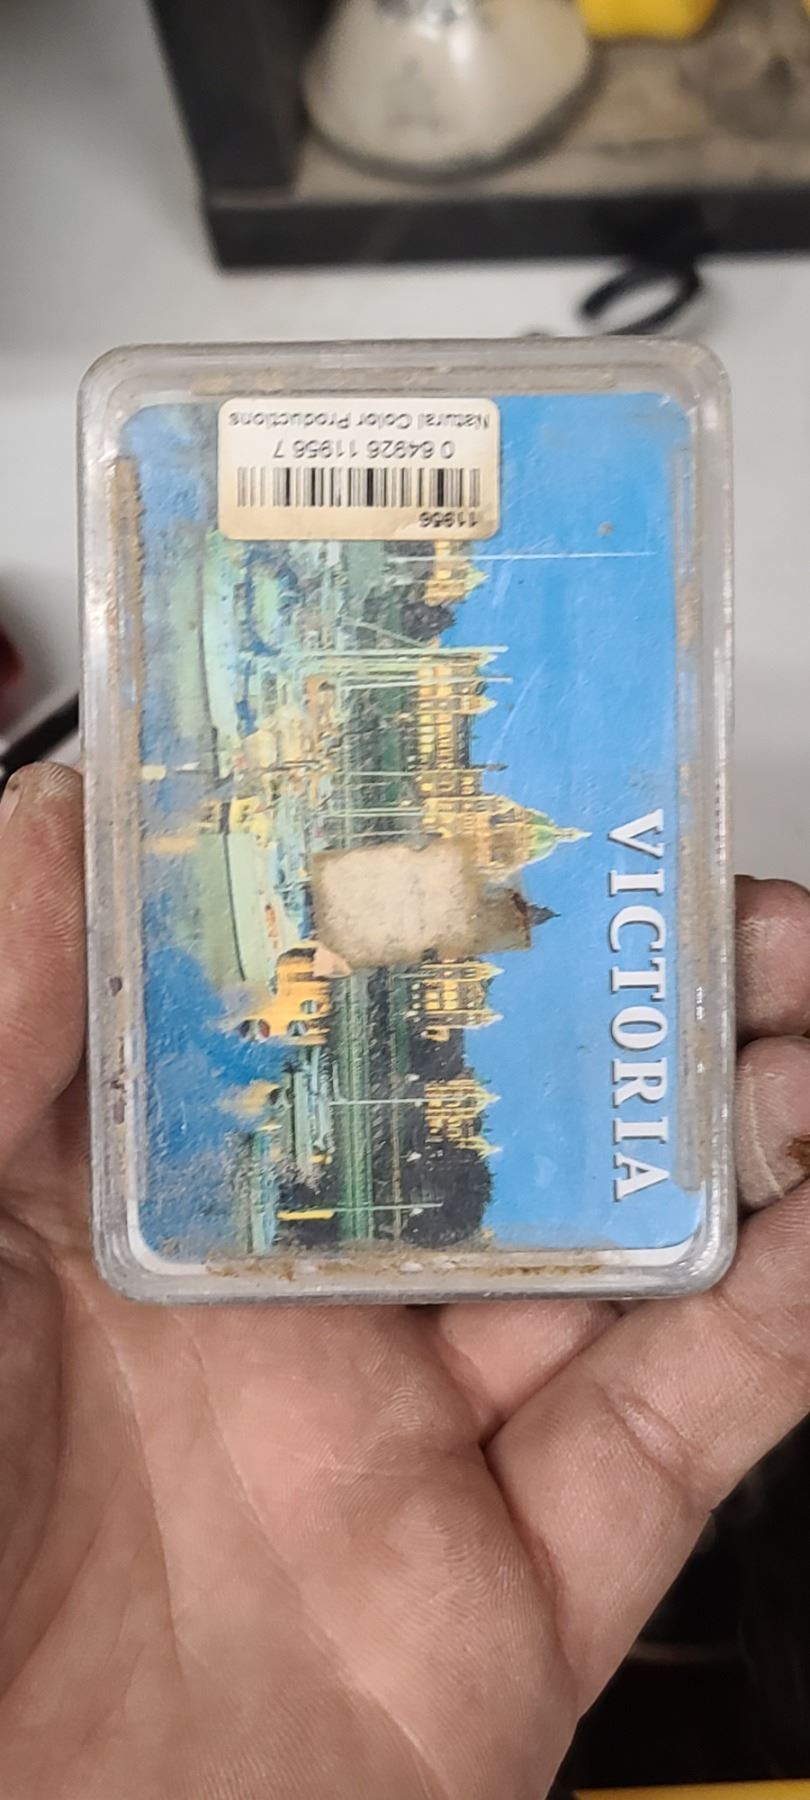 VICTORIA
11956
0 64926 11956 7
Natural Color Productions